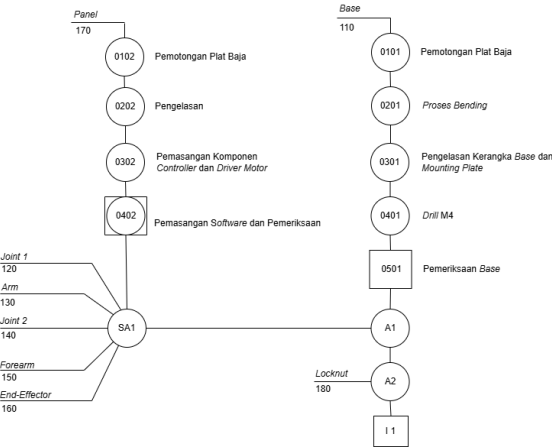 Panel
170
Base
110
0102
Pemotongan Plat Baja
0101
Pemotongan Plat Baja
0202
Pengelasan
0201
Proses Bending
0302
Pemasangan Komponen
Controller dan Driver Motor
0301
Pengelasan Kerangka Base dan
Mounting Plate
0402
Pemasangan Software dan Pemeriksaan
0401
Drill M4
0501
Pemeriksaan Base
Joint 1
120
Arm
130
Joint 2
140
Forearm
150
End-Effector
160
SA1
A1
Locknut
180
A2
I 1